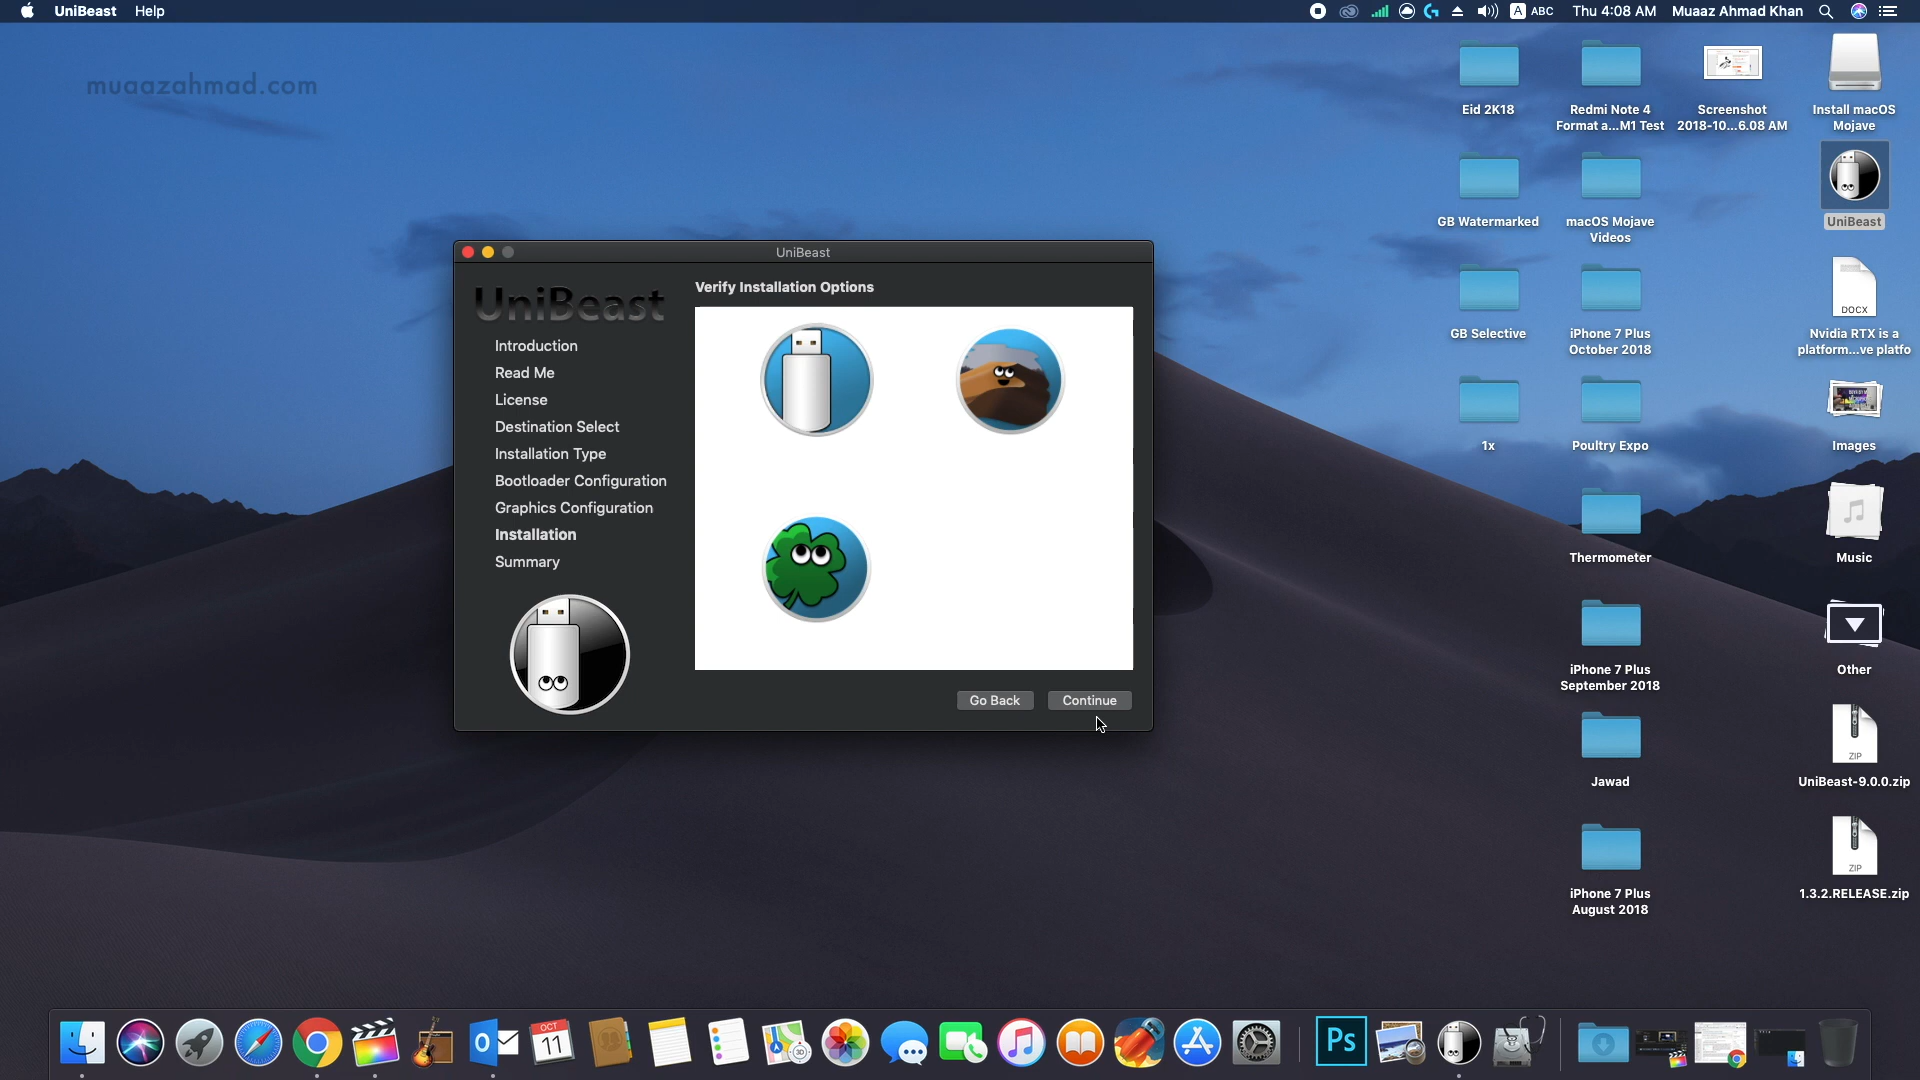 UniBeast Help
A ABC Thu 4:08 AM Muaaz Ahmad Khan
muaazahmad.com
Eid 2K18
Redmi Note 4
Format a...M1 Test
Screenshot
2018-10...6.08 AM
Install macOS
Mojave
GB Watermarked
macOS Mojave
Videos
UniBeast
GB Selective
iPhone 7 Plus
October 2018
DOCX
Nvidia RTX is a
platform...ve platfo
1x
Poultry Expo
Images
Thermometer
Music
iPhone 7 Plus
September 2018
Other
Jawad
ZIP
UniBeast-9.0.0.zip
iPhone 7 Plus
August 2018
ZIP
1.3.2.RELEASE.zip
UniBeast
UniBeast
Introduction
Read Me
License
Destination Select
Installation Type
Bootloader Configuration
Graphics Configuration
Installation
Summary
Verify Installation Options
Go Back
Continue
OCT
11
3D
Ps